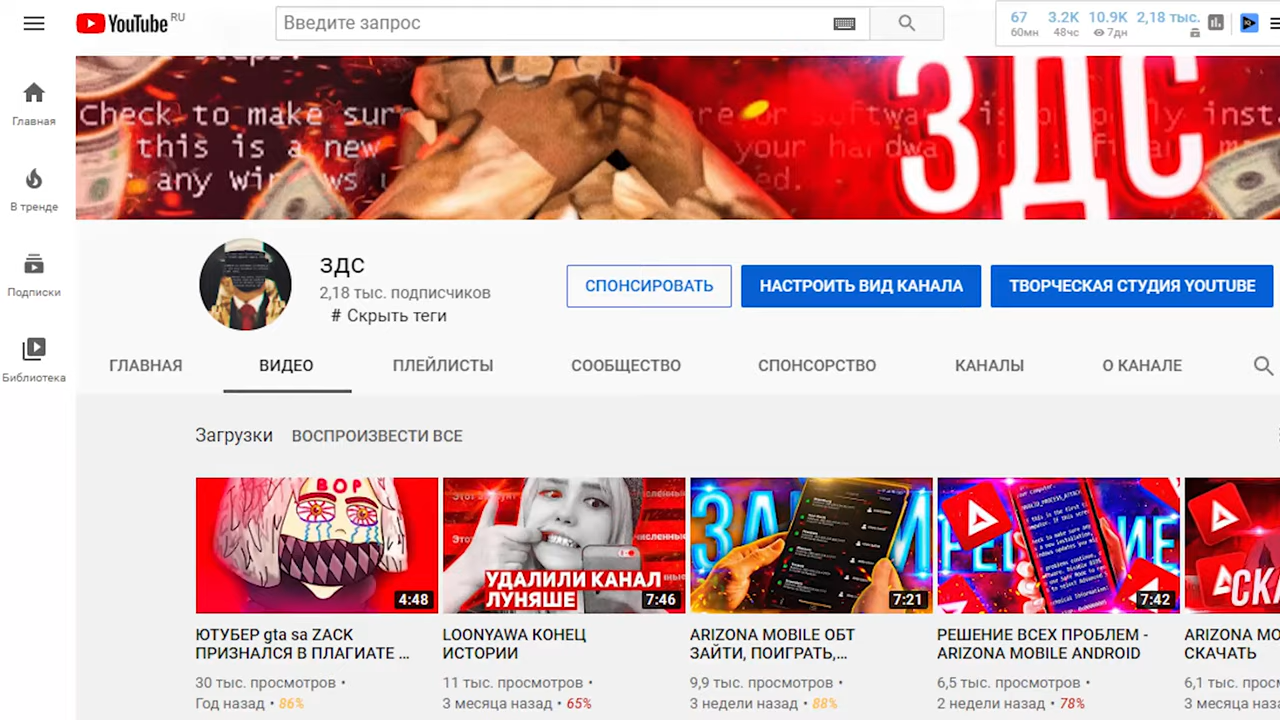 YouTube RU
Введите запрос
67 3.2K 10.9K 2,18 тыс.
60мн 48чс 7дн
Главная
В тренде
Подписки
Библиотека
Check to make sur
this is a new
any
your hardwa
ЗДС
ЗДС
2,18 тыс. подписчиков
# Скрыть теги
СПОНСИРОВАТЬ
НАСТРОИТЬ ВИД КАНАЛА
ТВОРЧЕСКАЯ СТУДИЯ YOUTUBE
ГЛАВНАЯ ВИДЕО ПЛЕЙЛИСТЫ СООБЩЕСТВО СПОНСОРСТВО КАНАЛЫ О КАНАЛЕ
Загрузки ВОСПРОИЗВЕСТИ ВСЕ
ВОР
4:48
УДАЛИЛИ КАНАЛ
ЛУНЯШЕ
7:46
7:21
7:42
ЮТУБЕР gta sa ZACK
ПРИЗНАЛСЯ В ПЛАГИАТЕ ...
30 тыс. просмотров •
Год назад • 86%
LOONYAWA КОНЕЦ
ИСТОРИИ
11 тыс. просмотров •
3 месяца назад • 65%
ARIZONA MOBILE ОБТ
ЗАЙТИ, ПОИГРАТЬ,...
9,9 тыс. просмотров •
3 недели назад • 88%
РЕШЕНИЕ ВСЕХ ПРОБЛЕМ -
ARIZONA MOBILE ANDROID
6,5 тыс. просмотров •
2 недели назад • 78%
ARIZONA MO
СКАЧАТЬ
6,1 тыс. прос
3 месяца наза